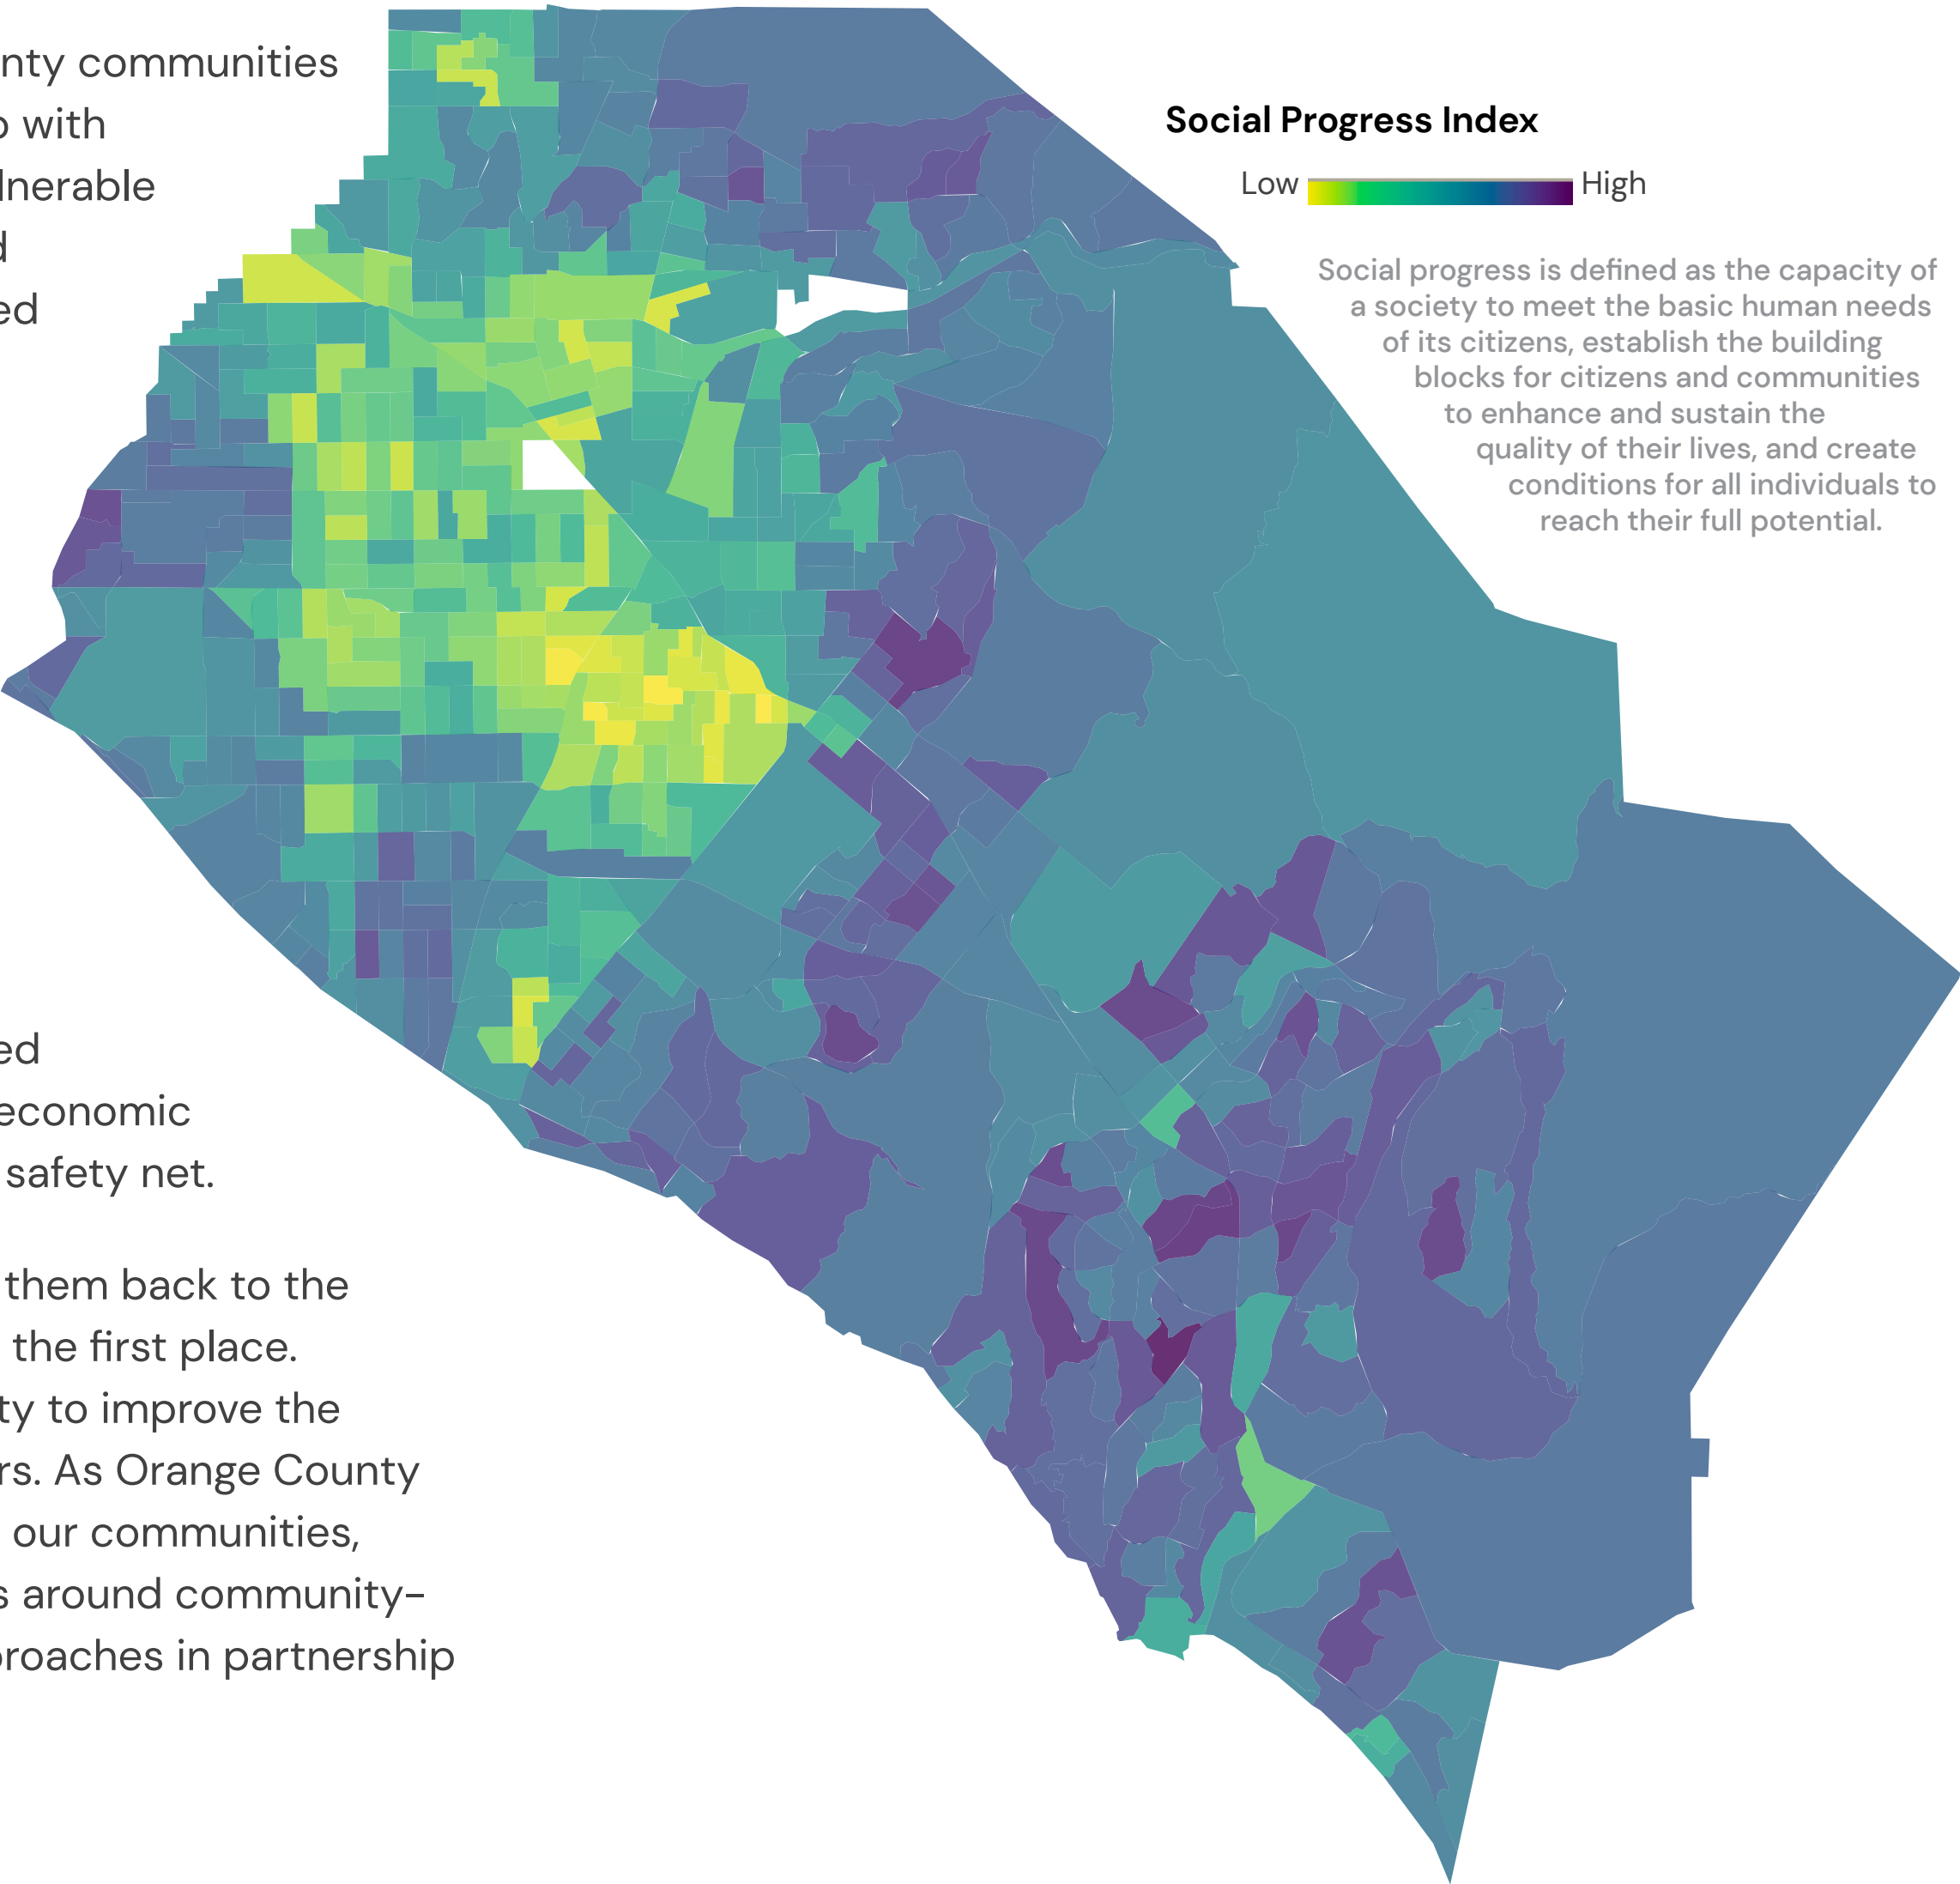 nty communities
with
nerable
ed
Social Progress Index
Low
High
Social progress is defined as the capacity of
a society to meet the basic human needs
of its citizens, establish the building
blocks for citizens and communities
to enhance and sustain the
quality of their lives, and create
conditions for all individuals to
reach their full potential.
ed
economic
safety net.
them back to the
the first place.
ty to improve the
rs. As Orange County
our communities,
s around community-
roaches in partnership